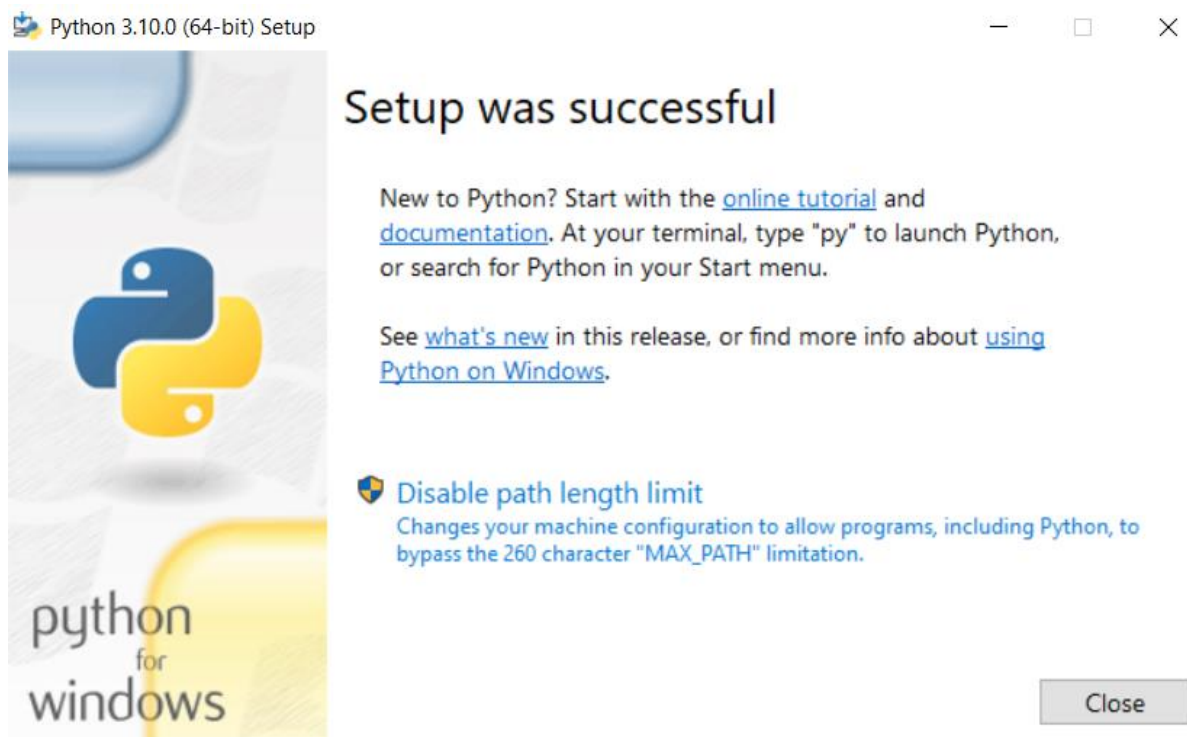 Python 3.10.0 (64-bit) Setup
Setup was successful
New to Python? Start with the online tutorial and
documentation. At your terminal, type "py" to launch Python,
or search for Python in your Start menu.
See what's new in this release, or find more info about using
Python on Windows.
Disable path length limit
Changes your machine configuration to allow programs, including Python, to
bypass the 260 character "MAX_PATH" limitation.
python
for
windows
Close